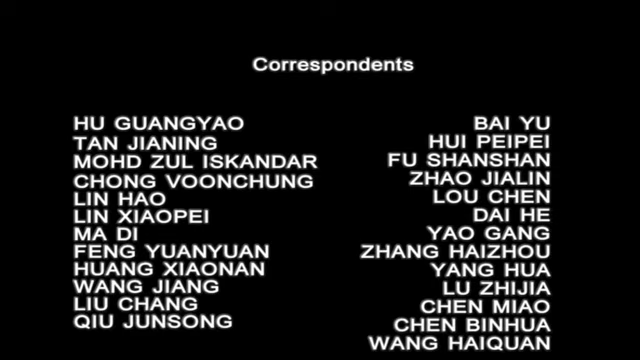 Correspondents
HU GUANGYAO
TAN JIANING
MOHD ZUL ISKANDAR
CHONG VOONCHUNG
LIN HAO
LIN XIAOPEI
MA DI
FENG YUANYUAN
HUANG XIAONAN
WANG JIANG
LIU CHANG
QIU JUNSONG
BAI YU
HUI PEIPEI
FU SHANSHAN
ZHAO JIALIN
LOU CHEN
DAI HE
YAO GANG
ZHANG HAIZHOU
YANG HUA
LU ZHIJIA
CHEN MIAO
CHEN BINHUA
WANG HAIQUAN